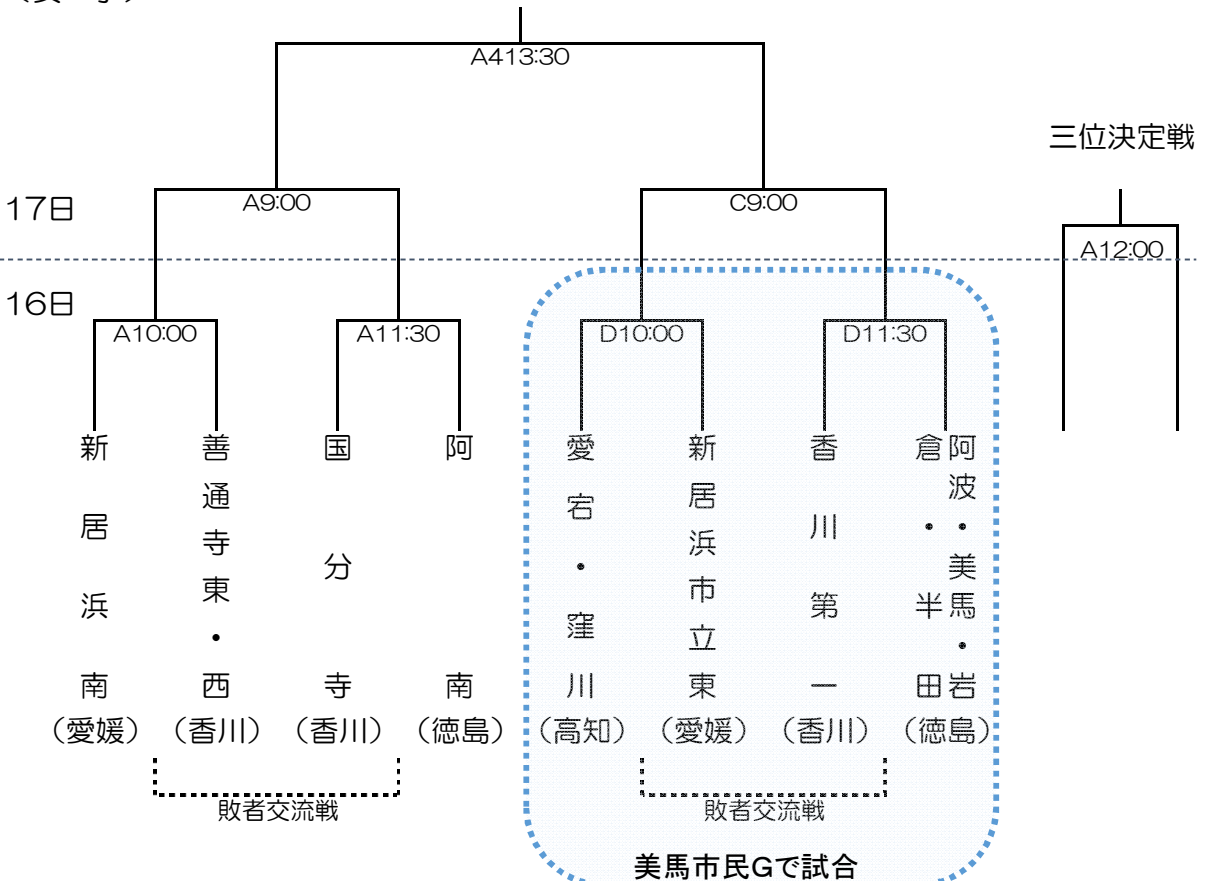 A413:30
三位決定戦
17日
A9:00
C9:00
A12:00
16日
A10:00
A11:30
D10:00
D11:30
新居浜南
(愛媛)
善通寺東・西
(香川)
国分寺
(香川)
阿南
(徳島)
愛宕・窪川
(高知)
新居浜市立東
(愛媛)
香川第一
(香川)
阿波・美馬・岩
倉・半田
(徳島)
敗者交流戦
敗者交流戦
美馬市民Gで試合